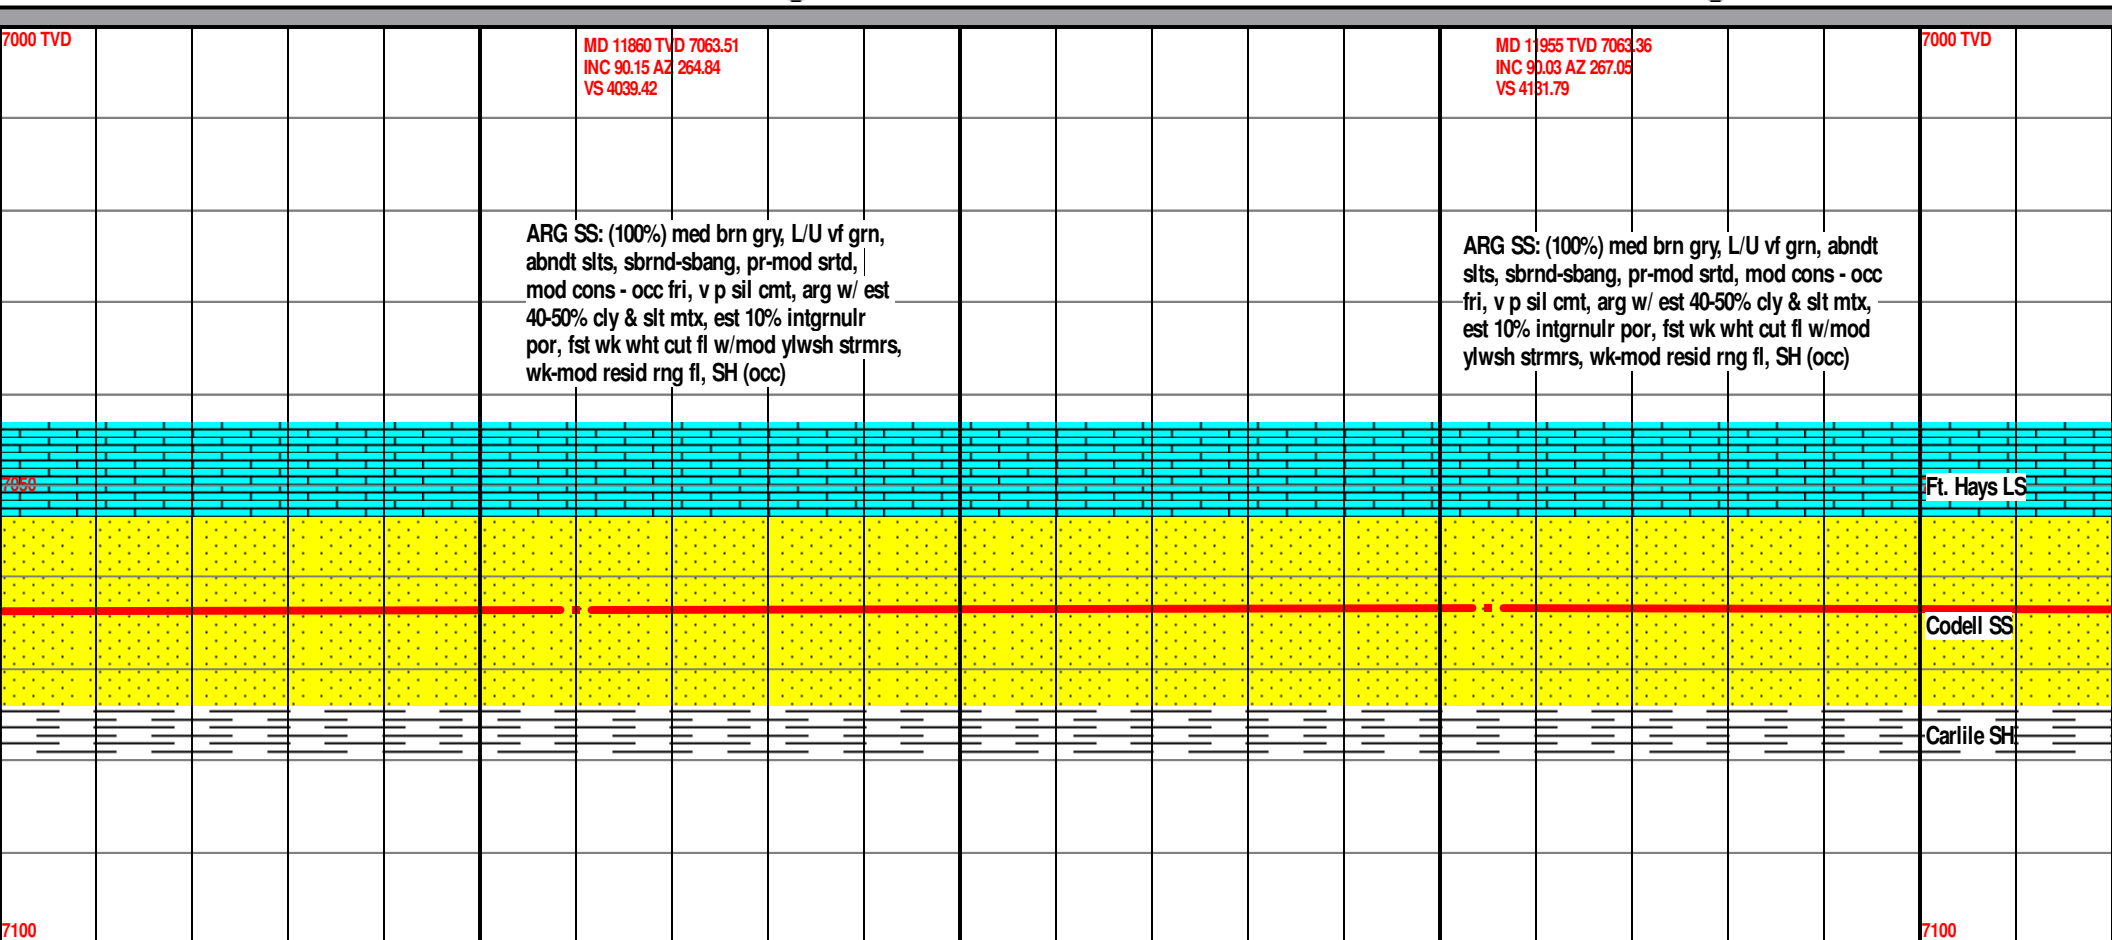 7000 TVD
MD 11860 TVD 7063.51
INC 90.15 AZ 264.84
VS 4039.42
MD 11955 TVD 7063.36
INC 90.03 AZ 267.05
VS 4131.79
7000 TVD
ARG SS: (100%) med brn gry, L/U vf grn,
abndt slts, sbrnd-sbang, pr-mod srtd,
mod cons - occ fri, v p sil cmt, arg w/ est
40-50% cly & slt mtx, est 10% intgrnulr
por, fst wk wht cut fl w/mod ylwsh strmrs,
wk-mod resid rng fl, SH (occ)
ARG SS: (100%) med brn gry, L/U vf grn, abndt
slts, sbrnd-sbang, pr-mod srtd, mod cons - occ
fri, v p sil cmt, arg w/ est 40-50% cly & slt mtx,
est 10% intgrnulr por, fst wk wht cut fl w/mod
ylwsh strmrs, wk-mod resid rng fl, SH (occ)
7050
Ft. Hays LS
Codell SS
Carlile SH
7100
7100